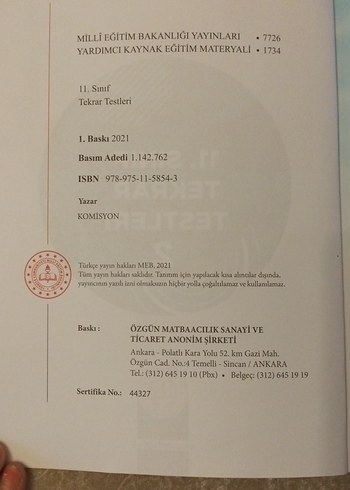 MİLLÎ EĞİTİM BAKANLIĞI YAYINLARI • 7726
YARDIMCI KAYNAK EĞİTİM MATERYALİ • 1734
11. Sınıf
Tekrar Testleri
1. Baskı 2021
Basım Adedi 1.142.762
ISBN 978-975-11-5854-3
Yazar
KOMİSYON
Türkçe yayın hakları MEB, 2021
Tüm yayın hakları saklıdır. Tanıtım için yapılacak kısa alıntılar dışında,
yayıncının yazılı izni olmaksızın hiçbir yolla çoğaltılamaz ve kullanılamaz.
Baskı : ÖZGÜN MATBAACILIK SANAYİ VE
TİCARET ANONİM ŞİRKETİ
Ankara - Polatlı Kara Yolu 52. km Gazi Mah.
Özgün Cad. No.:4 Temelli - Sincan / ANKARA
Tel.: (312) 645 19 10 (Pbx) • Belgeç: (312) 645 19 19
Sertifika No.: 44327